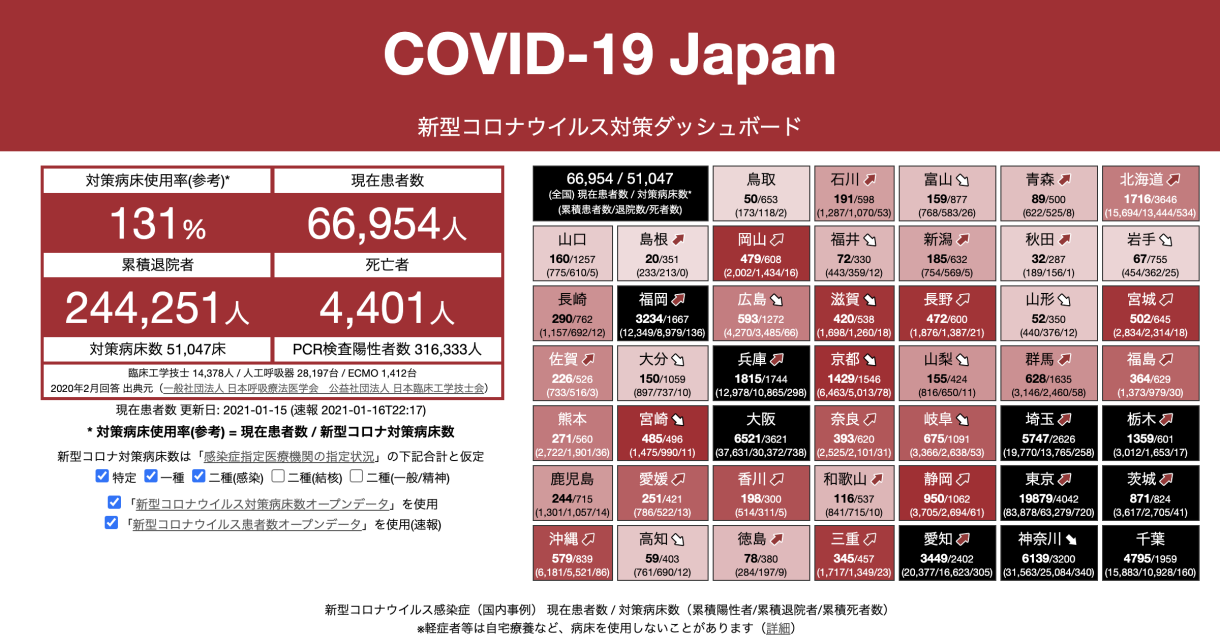 COVID-19 Japan
新型コロナウイルス対策ダッシュボード
対策病床使用率(参考)*
現在患者数
131%
66,954人
累積退院者
死亡者
244,251人
4,401人
対策病床数 51,047床
PCR検査陽性者数 316,333人
臨床工学技士 14,378人 / 人工呼吸器 28,197台 / ECMO 1,412台
2020年2月回答 出典元（一般社団法人 日本呼吸療法医学会　公益社団法人 日本臨床工学技士会）
現在患者数 更新日: 2021-01-15 (速報 2021-01-16T22:17)
* 対策病床使用率(参考) = 現在患者数 / 新型コロナ対策病床数
新型コロナ対策病床数は「感染症指定医療機関の指定状況」の下記合計と仮定
特定 一種 二種(感染) 二種(結核) 二種(一般/精神)
「新型コロナウイルス対策病床数オープンデータ」を使用
「新型コロナウイルス患者数オープンデータ」を使用(速報)
66,954 / 51,047
(全国) 現在患者数 / 対策病床数*
(累積患者数/退院数/死者数)
鳥取
50/653
(173/118/2)
石川
191/598
(1,287/1,070/53)
富山
159/877
(768/583/26)
青森
89/500
(622/525/8)
北海道
1716/3646
(15,694/13,444/534)
山口
160/1257
(775/610/5)
島根
20/351
(233/213/0)
岡山
479/608
(2,002/1,434/16)
福井
72/330
(443/359/12)
新潟
185/632
(754/569/5)
秋田
32/287
(189/156/1)
岩手
67/755
(454/362/25)
長崎
290/762
(1,157/692/12)
福岡
3234/1667
(12,349/8,979/136)
広島
593/1272
(4,270/3,485/66)
滋賀
420/538
(1,698/1,260/18)
長野
472/600
(1,876/1,387/21)
山形
52/350
(440/376/12)
宮城
502/645
(2,834/2,314/18)
佐賀
226/526
(733/516/3)
大分
150/1059
(897/737/10)
兵庫
1815/1744
(12,978/10,865/298)
京都
1429/1546
(6,463/5,013/78)
山梨
155/424
(816/650/11)
群馬
628/1635
(3,146/2,460/58)
福島
364/629
(1,373/979/30)
熊本
271/560
(2,722/1,901/36)
宮崎
485/496
(1,475/990/11)
大阪
6521/3621
(37,631/30,372/738)
奈良
393/620
(2,525/2,101/31)
岐阜
675/1091
(3,366/2,638/53)
埼玉
5747/2626
(19,770/13,765/258)
栃木
1359/601
(3,012/1,653/17)
鹿児島
244/715
(1,301/1,057/14)
愛媛
251/421
(786/522/13)
香川
198/300
(514/311/5)
和歌山
116/537
(841/715/10)
静岡
950/1062
(3,705/2,694/61)
東京
19879/4042
(83,878/63,279/720)
茨城
871/824
(3,617/2,705/41)
沖縄
579/839
(6,181/5,521/86)
高知
59/403
(761/690/12)
徳島
78/380
(284/197/9)
三重
345/457
(1,717/1,349/23)
愛知
3449/2402
(20,377/16,623/305)
神奈川
6139/3200
(31,563/25,084/340)
千葉
4795/1959
(15,883/10,928/160)
新型コロナウイルス感染症（国内事例） 現在患者数 / 対策病床数（累積陽性者/累積退院者/累積死者数）
※軽症者等は自宅療養など、病床を使用しないことがあります（詳細）